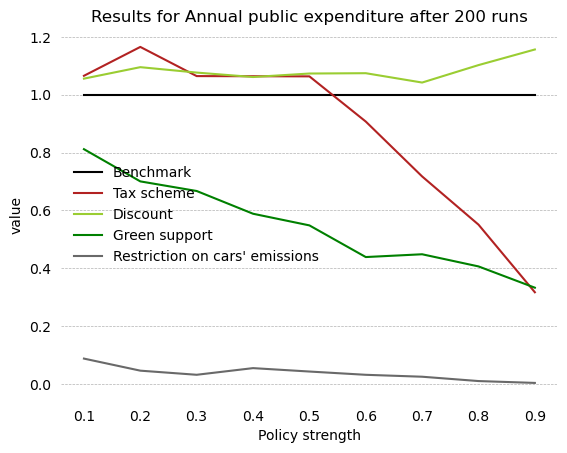 Results for Annual public expenditure after 200 runs
1.2
1.0
0.8
0.6
0.4
0.2
0.0
value
Benchmark
Tax scheme
Discount
Green support
Restriction on cars' emissions
0.1 0.2 0.3 0.4 0.5 0.6 0.7 0.8 0.9
Policy strength